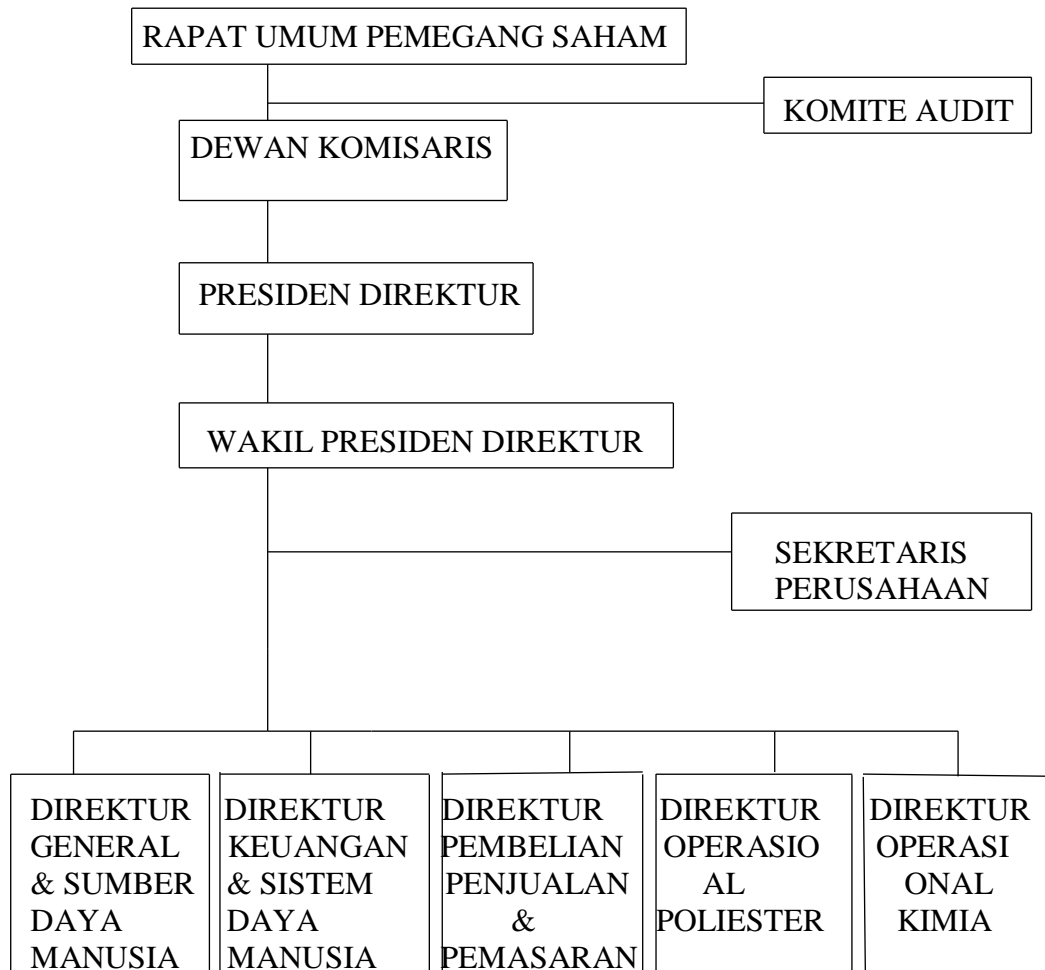 RAPAT UMUM PEMEGANG SAHAM
KOMITE AUDIT
DEWAN KOMISARIS
PRESIDEN DIREKTUR
WAKIL PRESIDEN DIREKTUR
SEKRETARIS
PERUSAHAAN
DIREKTUR
GENERAL
& SUMBER
DAYA
MANUSIA
DIREKTUR
KEUANGAN
& SISTEM
DAYA
MANUSIA
DIREKTUR
PEMBELIAN
PENJUALAN
&
PEMASARAN
DIREKTUR
OPERASIO
AL
POLIESTER
DIREKTUR
OPERASI
ONAL
KIMIA